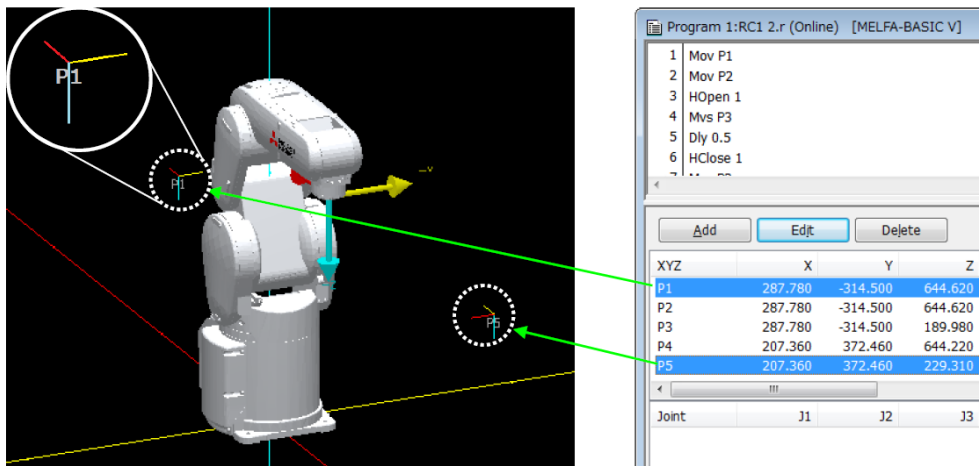 P1
P1
P5
Program 1:RC1 2.r (Online) [MELFA-BASIC V]
1 Mov P1
2 Mov P2
3 HOpen 1
4 Mvs P3
5 Dly 0.5
6 HClose 1
Add Edit Delete
XYZ X Y Z
P1 287.780 -314.500 644.620
P2 287.780 -314.500 644.620
P3 287.780 -314.500 189.980
P4 207.360 372.460 644.220
P5 207.360 372.460 229.310
Joint J1 J2 J3